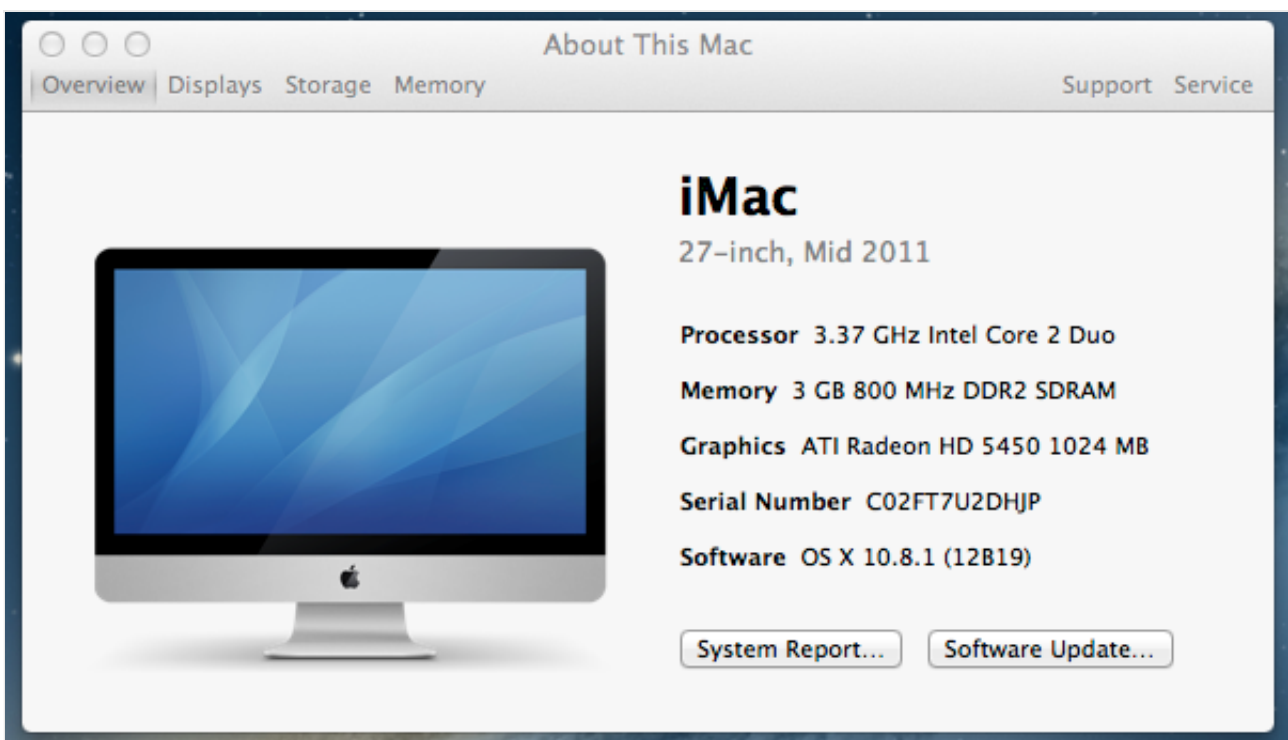 About This Mac
Overview Displays Storage Memory Support Service
iMac
27-inch, Mid 2011
Processor 3.37 GHz Intel Core 2 Duo
Memory 3 GB 800 MHz DDR2 SDRAM
Graphics ATI Radeon HD 5450 1024 MB
Serial Number C02FT7U2DHJP
Software OS X 10.8.1 (12B19)
System Report... Software Update...